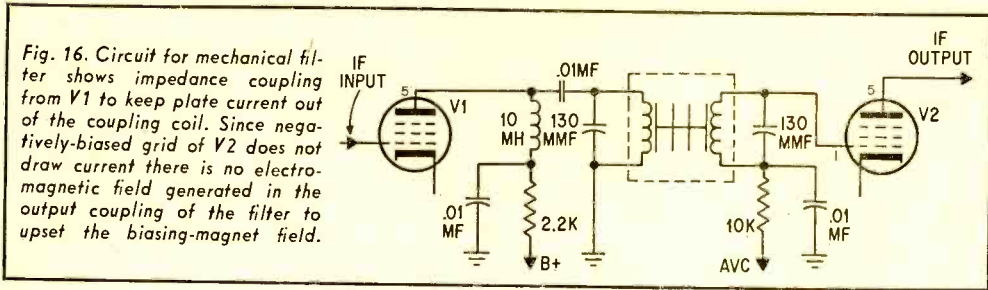 Fig. 16. Circuit for mechanical fil-
ter shows impedance coupling
from V1 to keep plate current out
of the coupling coil. Since nega-
tively-biased grid of V2 does not
draw current there is no electro-
magnetic field generated in the
output coupling of the filter to
upset the biasing-magnet field.
IF
INPUT
5
V1
.01MF
10
MH
130
MMF
.01
MF
2.2K
B+
130
MMF
10K
AVC
.01
MF
1
5
V2
IF
OUTPUT